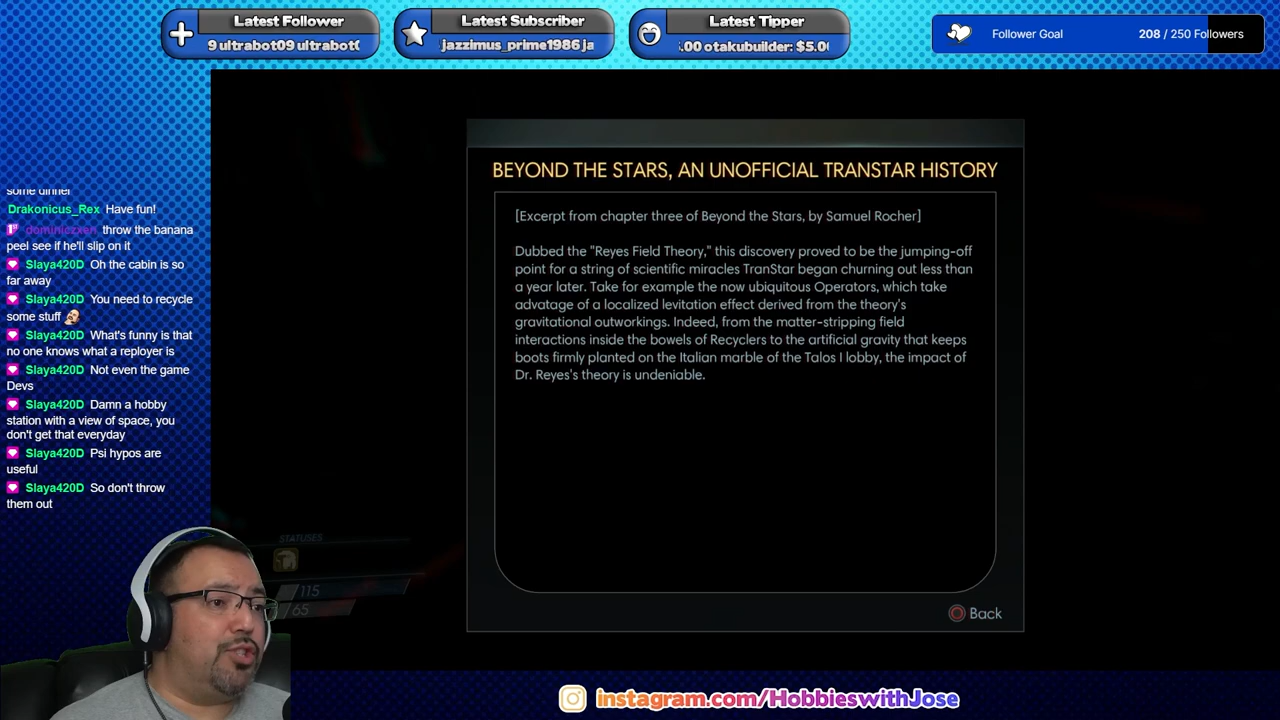 Latest Follower
9 ultrabot09 ultrabot(
Latest Subscriber
jazzimus_prime1986 ja
Latest Tipper
.00 otakubuilder: $5.0
Follower Goal
208 / 250 Followers
some dinner
Drakonicus_Rex Have fun!
dominiczxen throw the banana
peel see if he'll slip on it
Slaya420D Oh the cabin is so
far away
Slaya420D You need to recycle
some stuff
Slaya420D What's funny is that
no one knows what a reployer is
Slaya420D Not even the game
Devs
Slaya420D Damn a hobby
station with a view of space, you
don't get that everyday
Slaya420D Psi hypos are
useful
Slaya420D So don't throw
them out
BEYOND THE STARS, AN UNOFFICIAL TRANSTAR HISTORY
[Excerpt from chapter three of Beyond the Stars, by Samuel Rocher]
Dubbed the "Reyes Field Theory," this discovery proved to be the jumping-off
point for a string of scientific miracles TranStar began churning out less than
a year later. Take for example the now ubiquitous Operators, which take
advatage of a localized levitation effect derived from the theory's
gravitational outworkings. Indeed, from the matter-stripping field
interactions inside the bowels of Recyclers to the artificial gravity that keeps
boots firmly planted on the Italian marble of the Talos I lobby, the impact of
Dr. Reyes's theory is undeniable.
Back
STATUSES
/ 115
/ 65
instagram.com/HobbieswithJose